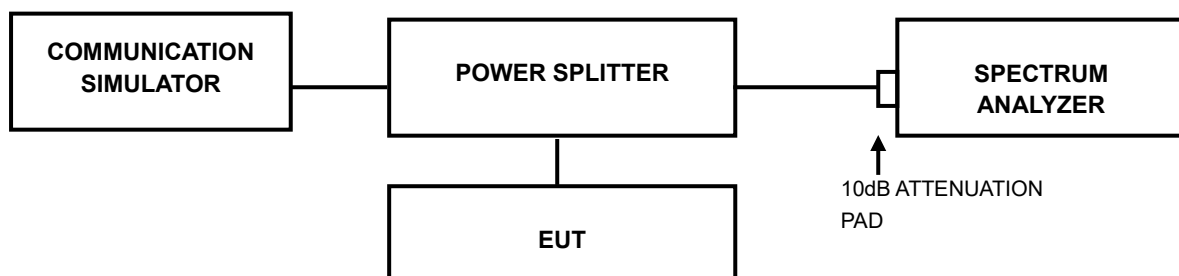 COMMUNICATION
SIMULATOR
POWER SPLITTER
SPECTRUM
ANALYZER
10dB ATTENUATION
PAD
EUT